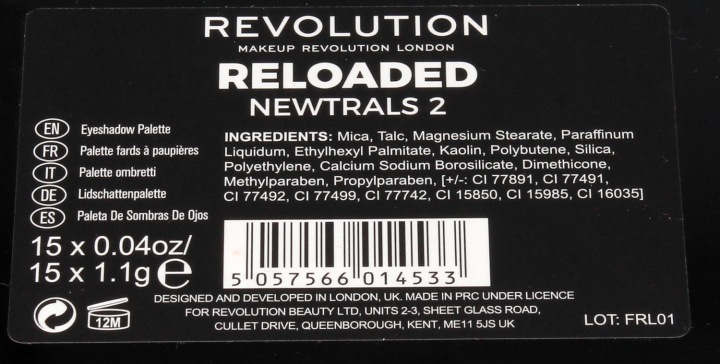 REVOLUTION
MAKEUP REVOLUTION LONDON
RELOADED
NEWTRALS 2
EN Eyeshadow Palette
FR Palette fards à paupières
IT Palette ombretti
DE Lidschattenpalette
ES Paleta De Sombras De Ojos
15 x 0.04oz/
15 x 1.1g e
INGREDIENTS: Mica, Talc, Magnesium Stearate, Paraffinum
Liquidum, Ethylhexyl Palmitate, Kaolin, Polybutene, Silica,
Polyethylene, Calcium Sodium Borosilicate, Dimethicone,
Methylparaben, Propylparaben, [+/-: CI 77891, CI 77491,
CI 77492, CI 77499, CI 77742, CI 15850, CI 15985, CI 16035]
5 057566 014533
12M
DESIGNED AND DEVELOPED IN LONDON, UK. MADE IN PRC UNDER LICENCE
FOR REVOLUTION BEAUTY LTD, UNITS 2-3, SHEET GLASS ROAD,
CULLET DRIVE, QUEENBOROUGH, KENT, ME11 5JS UK
LOT: FRL01